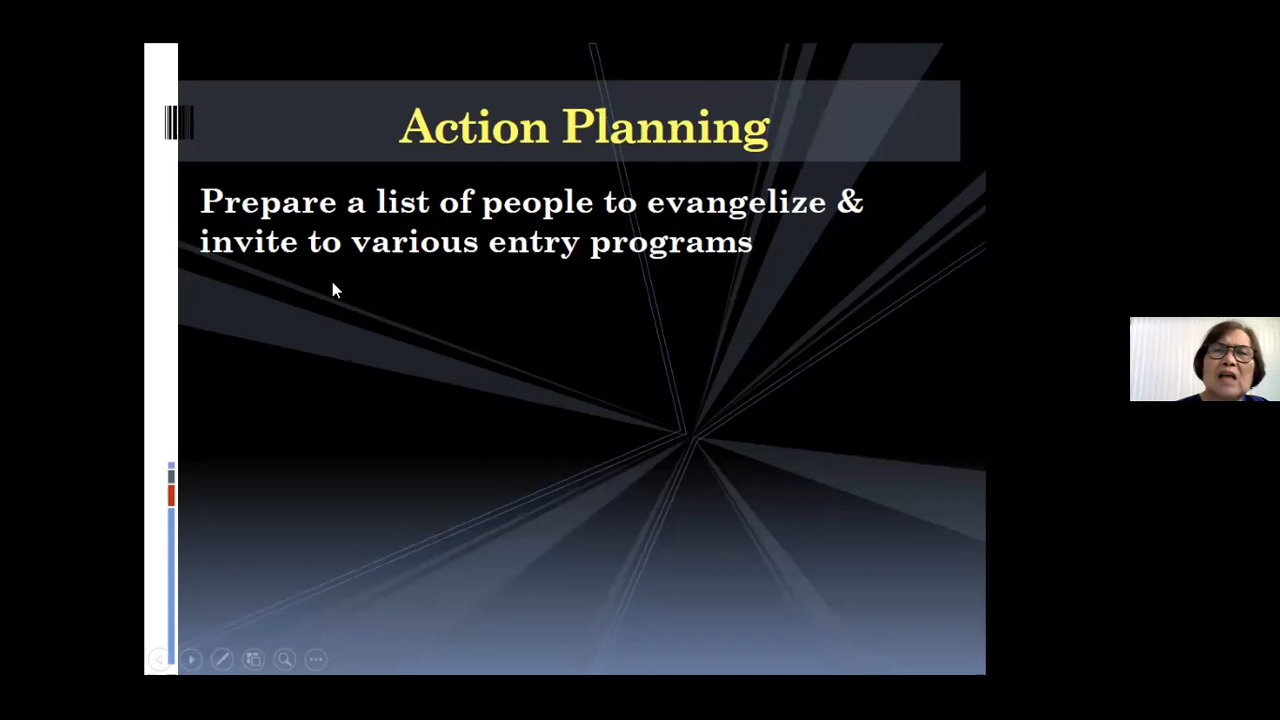 Action Planning
Prepare a list of people to evangelize &
invite to various entry programs